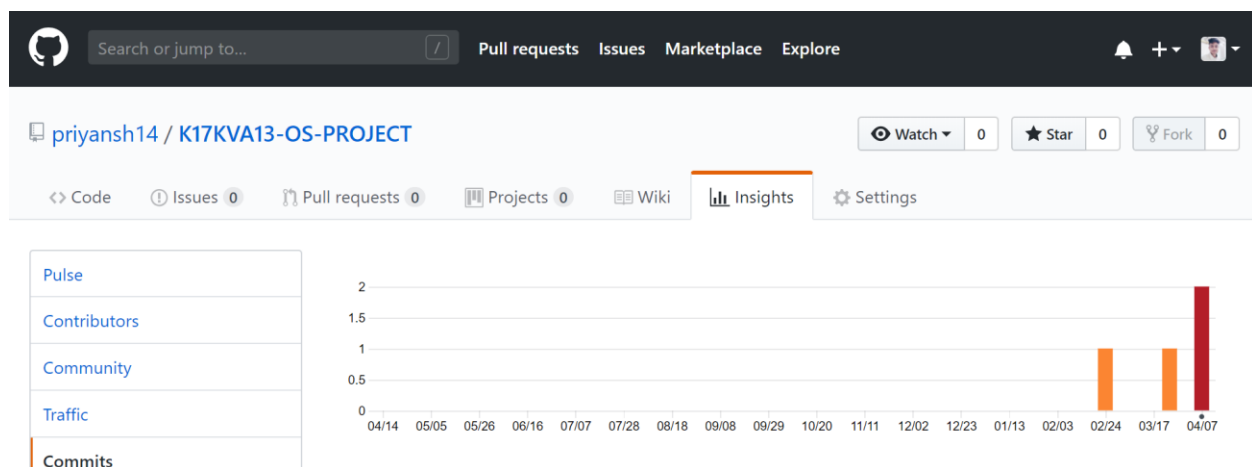 Search or jump to... / Pull requests Issues Marketplace Explore
priyansh14 / K17KVA13-OS-PROJECT Watch 0 Star 0 Fork 0
<> Code Issues 0 Pull requests 0 Projects 0 Wiki Insights Settings
Pulse
Contributors
Community
Traffic
Commits
2
1.5
1
0.5
0
04/14 05/05 05/26 06/16 07/07 07/28 08/18 09/08 09/29 10/20 11/11 12/02 12/23 01/13 02/03 02/24 03/17 04/07